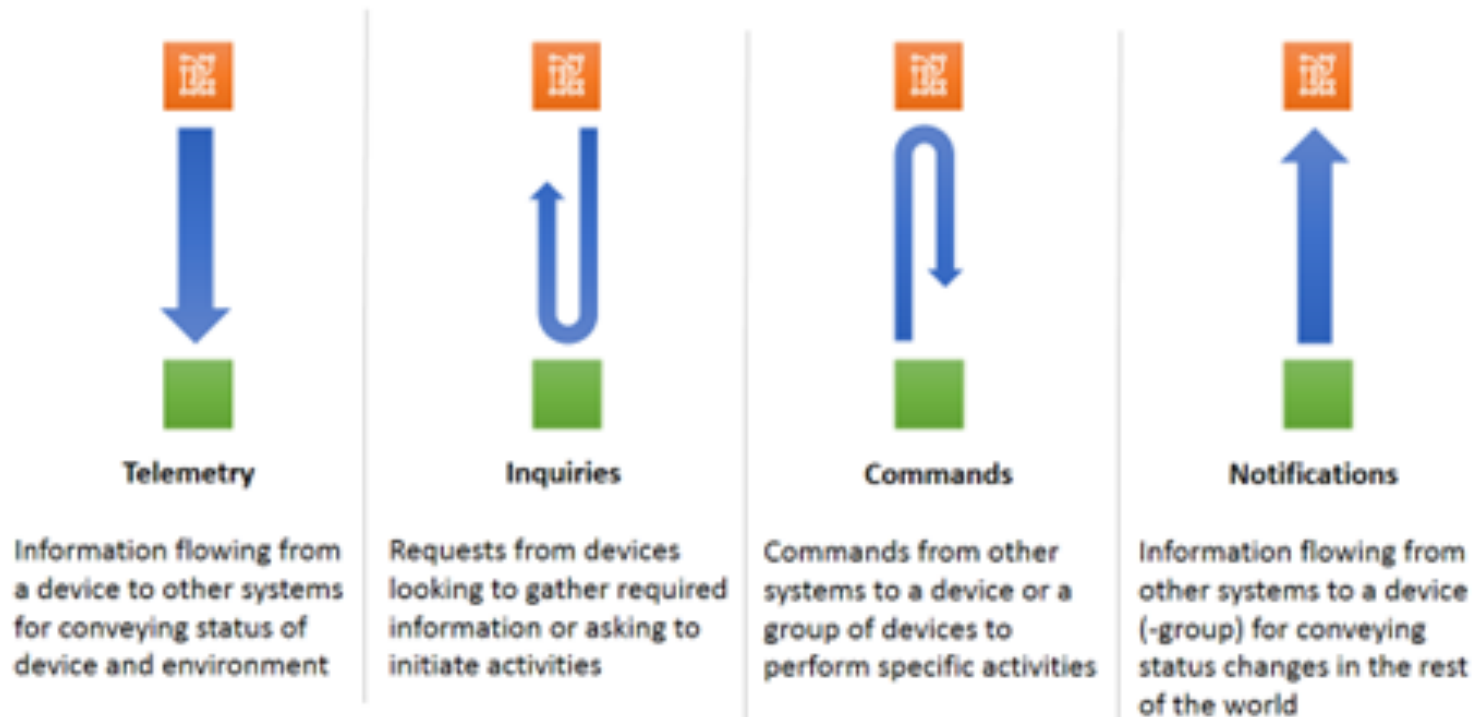 Telemetry
Information flowing from
a device to other systems
for conveying status of
device and environment
Inquiries
Requests from devices
looking to gather required
information or asking to
initiate activities
Commands
Commands from other
systems to a device or a
group of devices to
perform specific activities
Notifications
Information flowing from
other systems to a device
(-group) for conveying
status changes in the rest
of the world